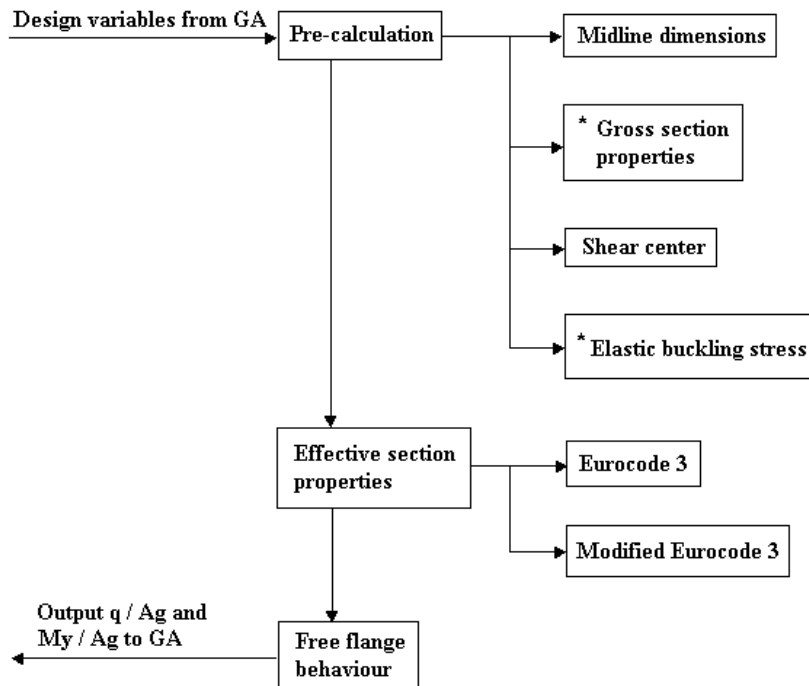 Design variables from GA
Pre-calculation
Midline dimensions
* Gross section
properties
Shear center
* Elastic buckling stress
Effective section
properties
Eurocode 3
Modified Eurocode 3
Output q / Ag and
My / Ag to GA
Free flange
behaviour